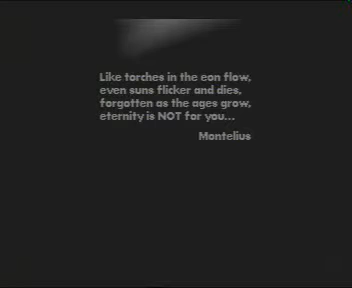 Like torches in the eon flow,
even suns flicker and dies,
forgotten as the ages grow,
eternity is NOT for you...
Montelius